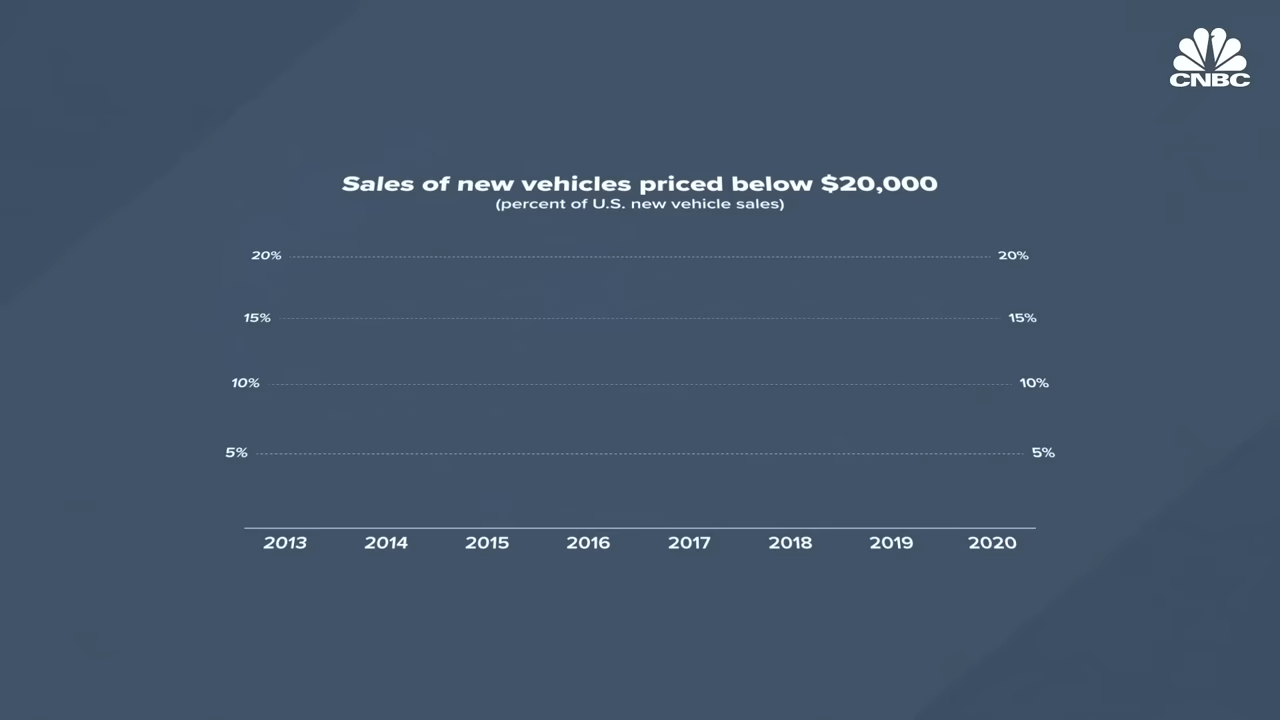 CNBC
Sales of new vehicles priced below $20,000
(percent of U.S. new vehicle sales)
20% 20%
15% 15%
10% 10%
5% 5%
2013 2014 2015 2016 2017 2018 2019 2020